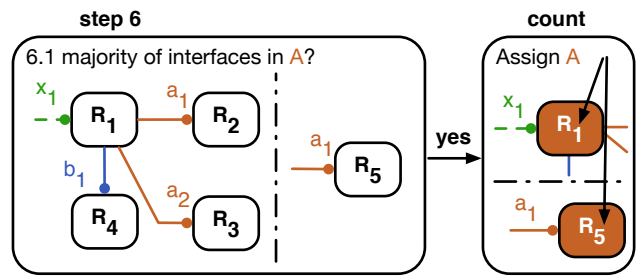 step 6
6.1 majority of interfaces in A?
x₁
R₁
a₁
R₂
b₁
R₄
a₂
R₃
a₁
R₅
yes
count
Assign A
x₁
R₁
a₁
R₅